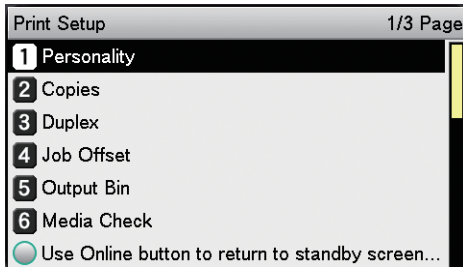 Print Setup 1/3 Page
1 Personality
2 Copies
3 Duplex
4 Job Offset
5 Output Bin
6 Media Check
Use Online button to return to standby screen...